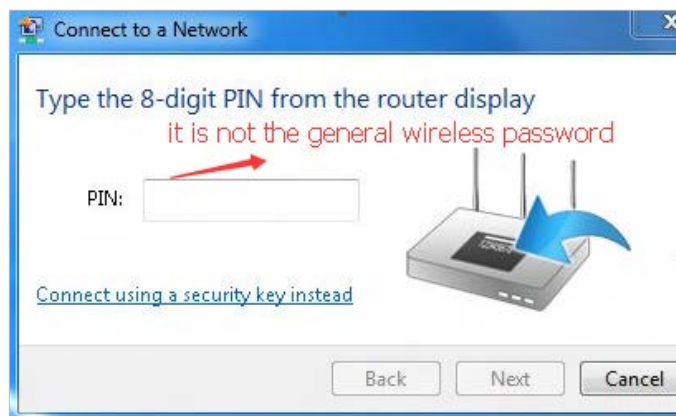 Connect to a Network
X
Type the 8-digit PIN from the router display
it is not the general wireless password
PIN:
Connect using a security key instead
Back
Next
Cancel